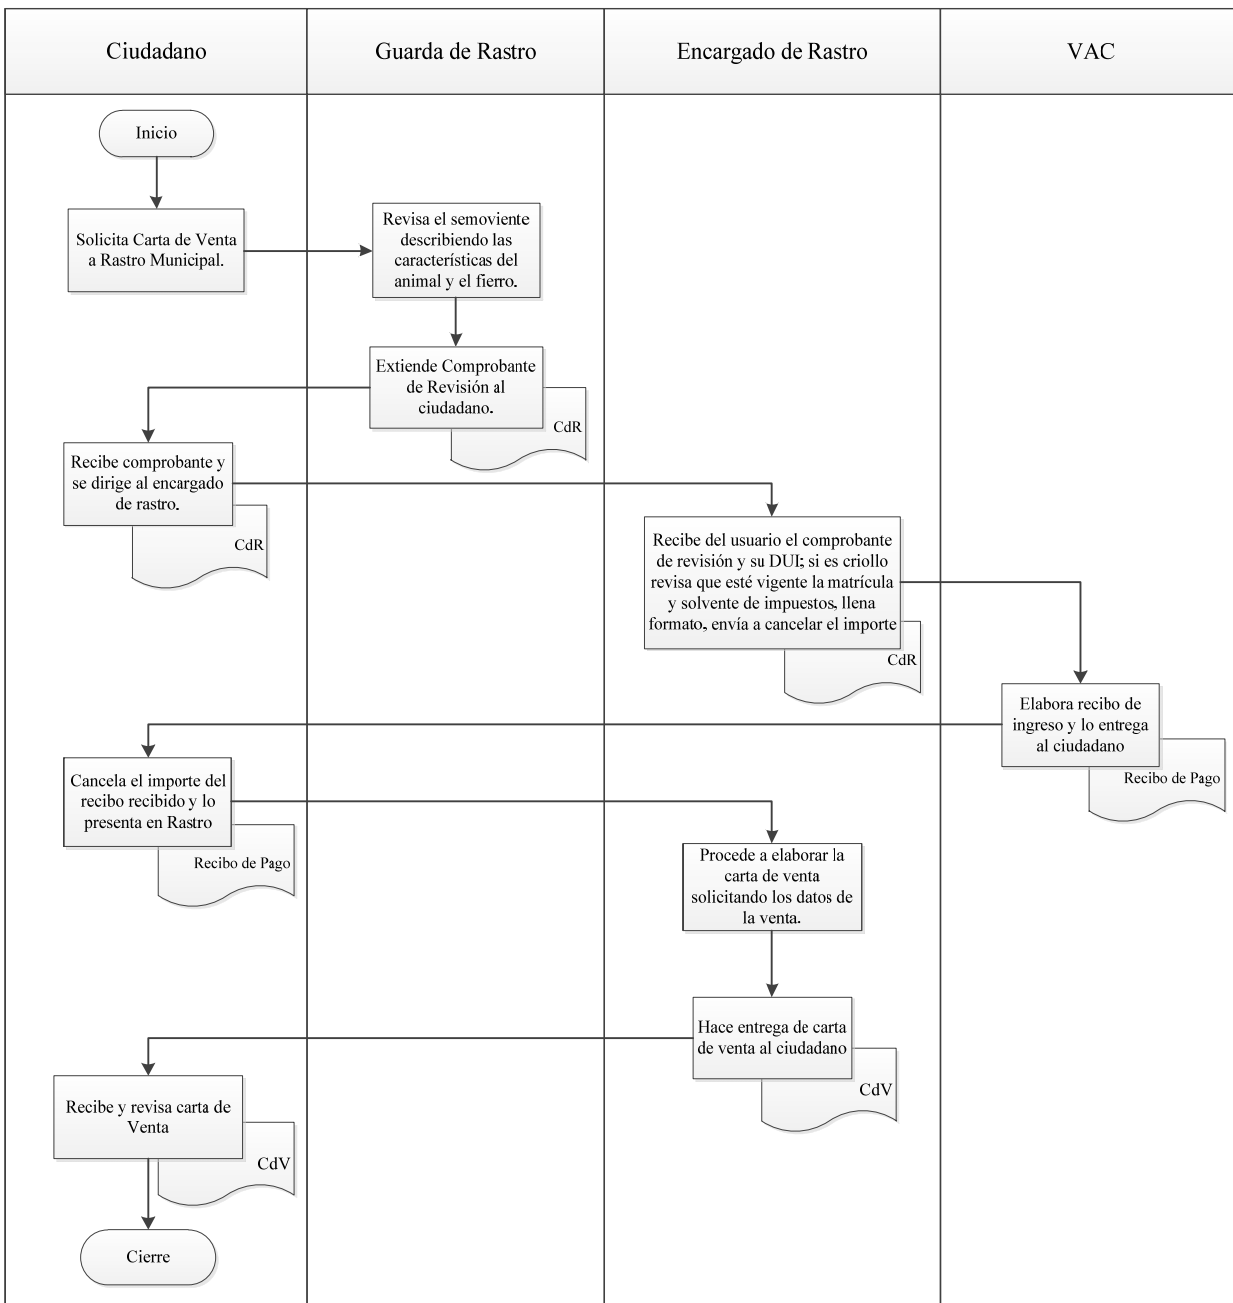 Ciudadano
Guarda de Rastro
Encargado de Rastro
VAC
Inicio
Solicita Carta de Venta
a Rastro Municipal.
Revisa el semoviente
describiendo las
características del
animal y el fierro.
Extiende Comprobante
de Revisión al
ciudadano.
CdR
Recibe comprobante y
se dirige al encargado
de rastro.
CdR
Recibe del usuario el comprobante
de revisión y su DUI; si es criollo
revisa que esté vigente la matrícula
y solvente de impuestos, llena
formato, envía a cancelar el importe
CdR
Elabora recibo de
ingreso y lo entrega
al ciudadano
Recibo de Pago
Cancela el importe del
recibo recibido y lo
presenta en Rastro
Recibo de Pago
Procede a elaborar la
carta de venta
solicitando los datos de
la venta.
Hace entrega de carta
de venta al ciudadano
CdV
Recibe y revisa carta de
Venta
CdV
Cierre